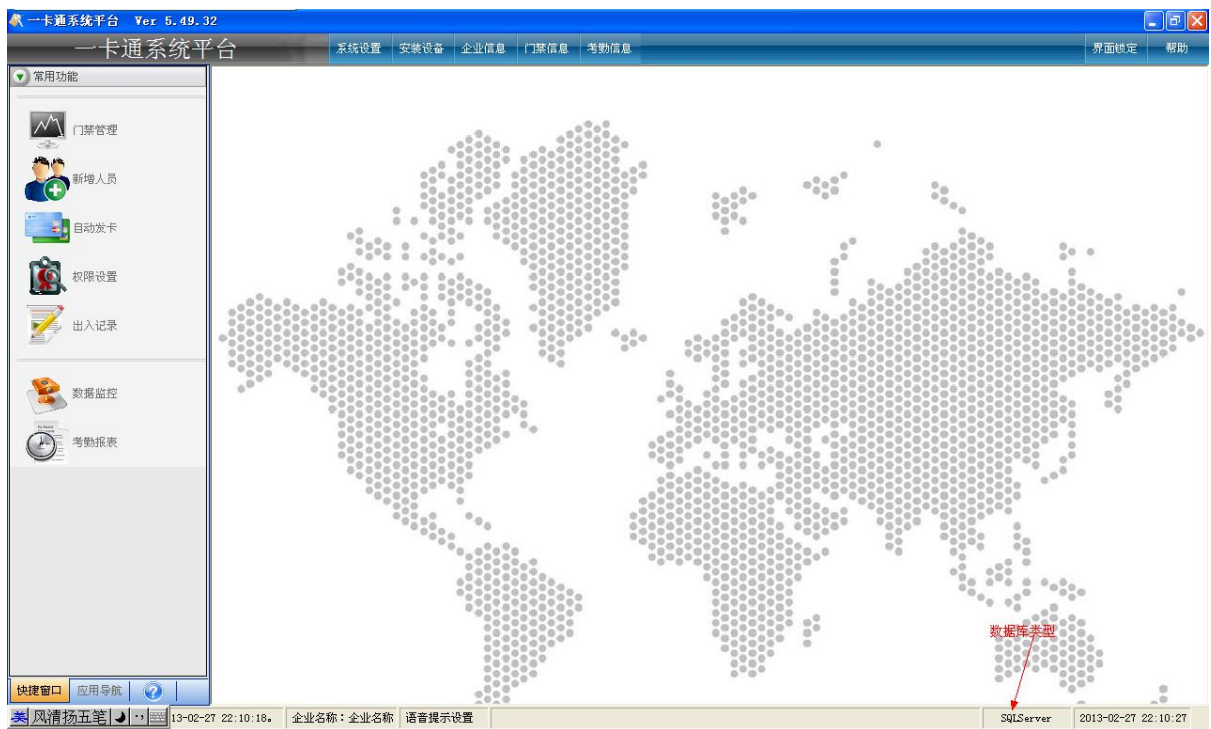 一卡通系统平台 Ver 5.49.32
一卡通系统平台 系统设置 安装设备 企业信息 门禁信息 考勤信息 界面锁定 帮助
常用功能
门禁管理
新增人员
自动发卡
权限设置
出入记录
数据监控
考勤报表
数据库类型
快捷窗口 应用导航
美 风清扬五笔 13-02-27 22:10:18。 企业名称：企业名称 语音提示设置 SQLServer 2013-02-27 22:10:27